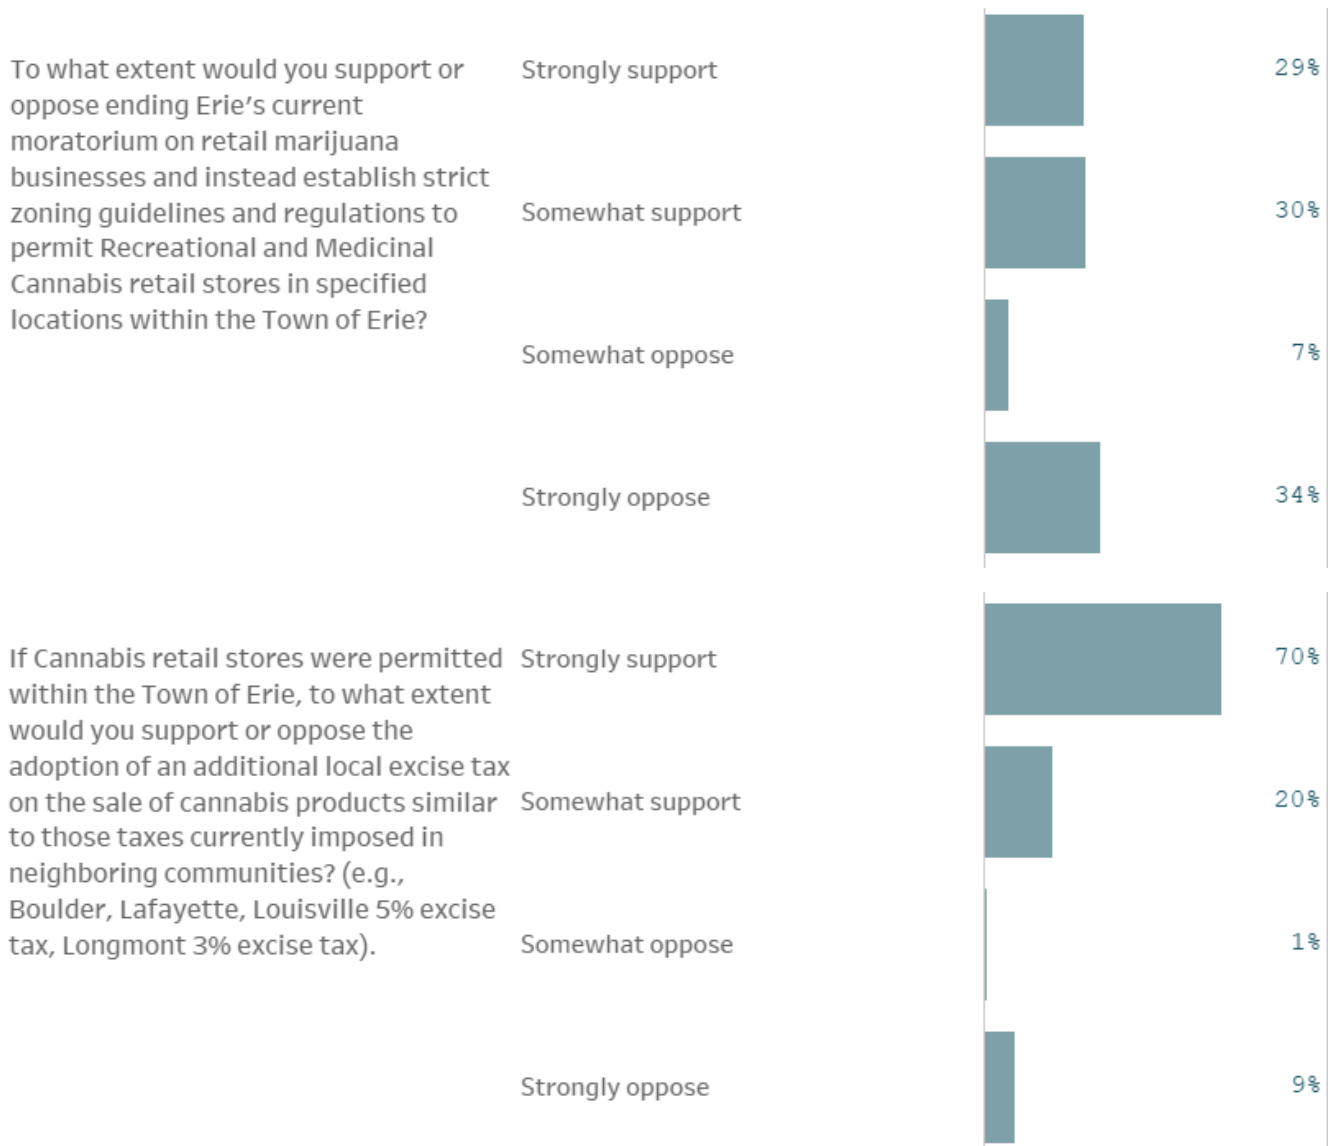 To what extent would you support or
oppose ending Erie's current
moratorium on retail marijuana
businesses and instead establish strict
zoning guidelines and regulations to
permit Recreational and Medicinal
Cannabis retail stores in specified
locations within the Town of Erie?
Strongly support 29%
Somewhat support 30%
Somewhat oppose 7%
Strongly oppose 34%
If Cannabis retail stores were permitted
within the Town of Erie, to what extent
would you support or oppose the
adoption of an additional local excise tax
on the sale of cannabis products similar
to those taxes currently imposed in
neighboring communities? (e.g.,
Boulder, Lafayette, Louisville 5% excise
tax, Longmont 3% excise tax).
Strongly support 70%
Somewhat support 20%
Somewhat oppose 1%
Strongly oppose 9%